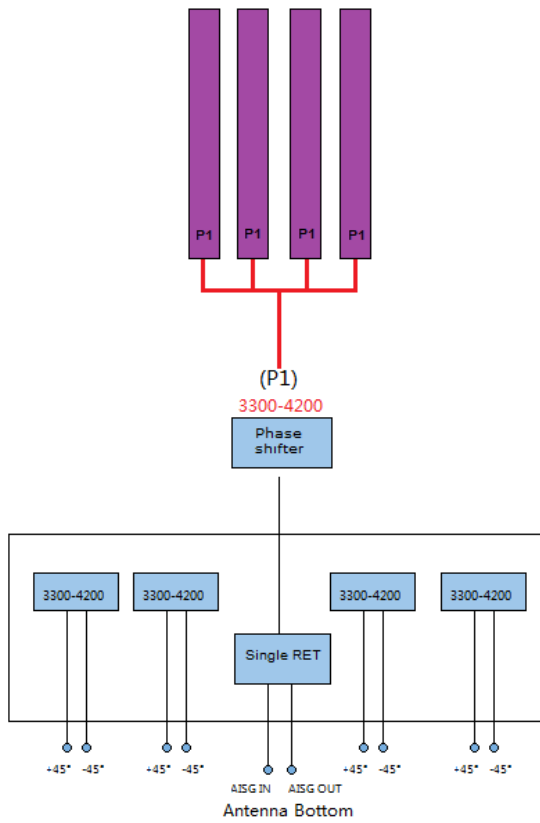 P1 P1 P1 P1
(P1)
3300-4200
Phase
shifter
3300-4200 3300-4200 3300-4200 3300-4200
Single RET
+45° -45° +45° -45° +45° -45° +45° -45°
AISG IN AISG OUT
Antenna Bottom